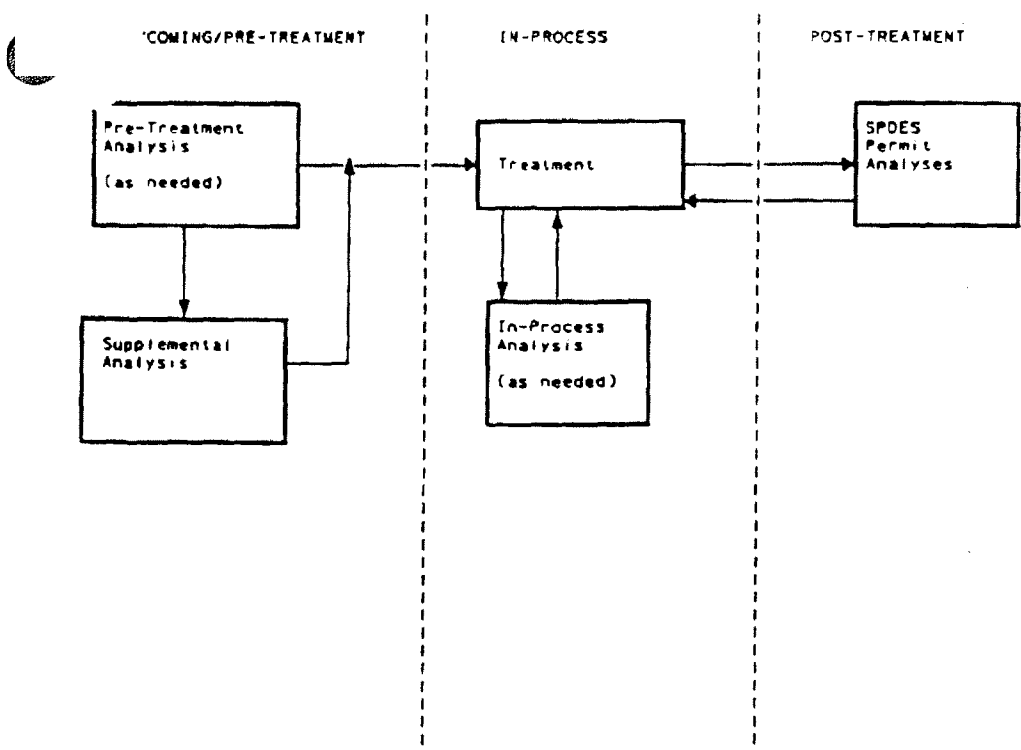 'COMING/PRE-TREATMENT
IN-PROCESS
POST-TREATMENT
Pre-Treatment
Analysis
(as needed)
Supplemental
Analysis
Treatment
In-Process
Analysis
(as needed)
SPDES
Permit
Analyses